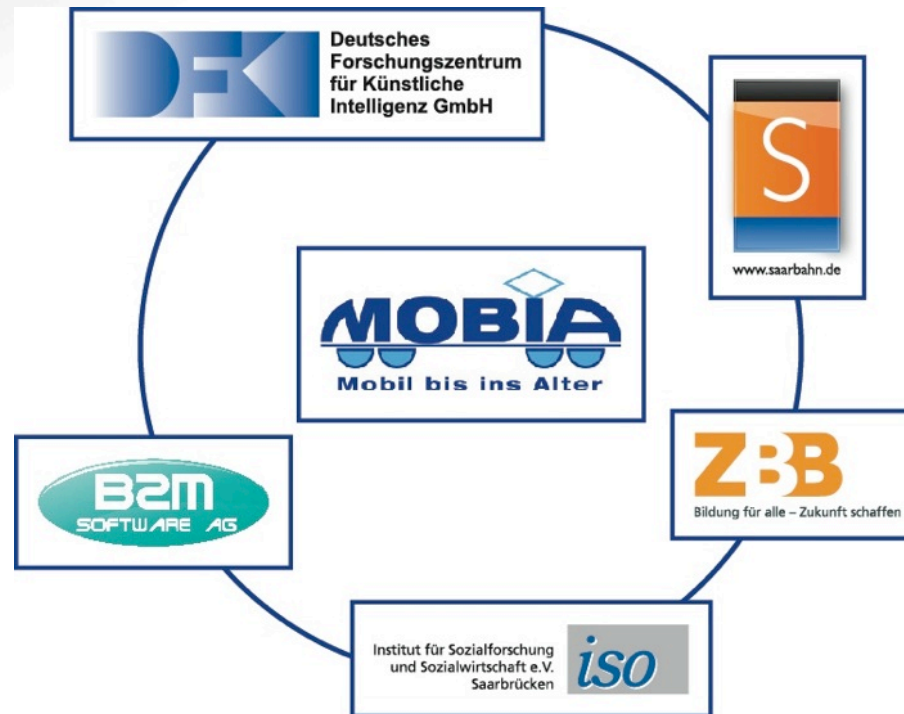 DFK
Deutsches
Forschungszentrum
für Künstliche
Intelligenz GmbH
S
www.saarbahn.de
MOBIA
Mobil bis ins Alter
ZBB
Bildung für alle – Zukunft schaffen
B2M
SOFTWARE AG
Institut für Sozialforschung
und Sozialwirtschaft e.V.
Saarbrücken
iso